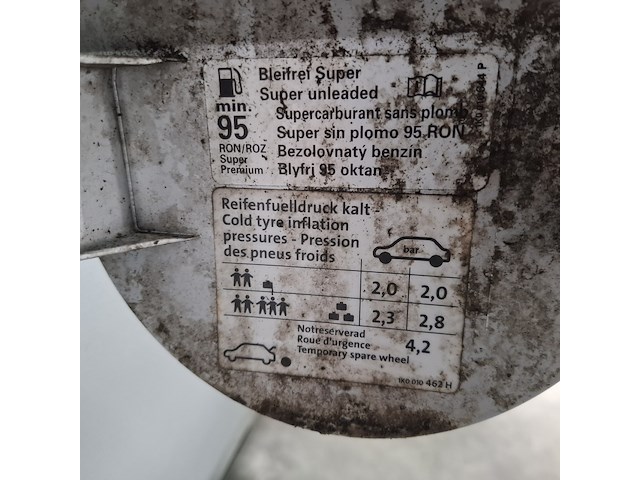 Bleifrei Super
Super unleaded
min.
95
RON/ROZ
Super
Premium
Supercarburant sans plomb
Super sin plomo 95 RON
Bezolovnatý benzín
Blyfri 95 oktan
Reifenfuelldruck kalt -
Cold tyre inflation
pressures - Pression
des pneus froids
bar
2,0 2,0
2,3 2,8
Notreserverad
Roue d'urgence
Temporary spare wheel
4,2
1K0 010 462 H